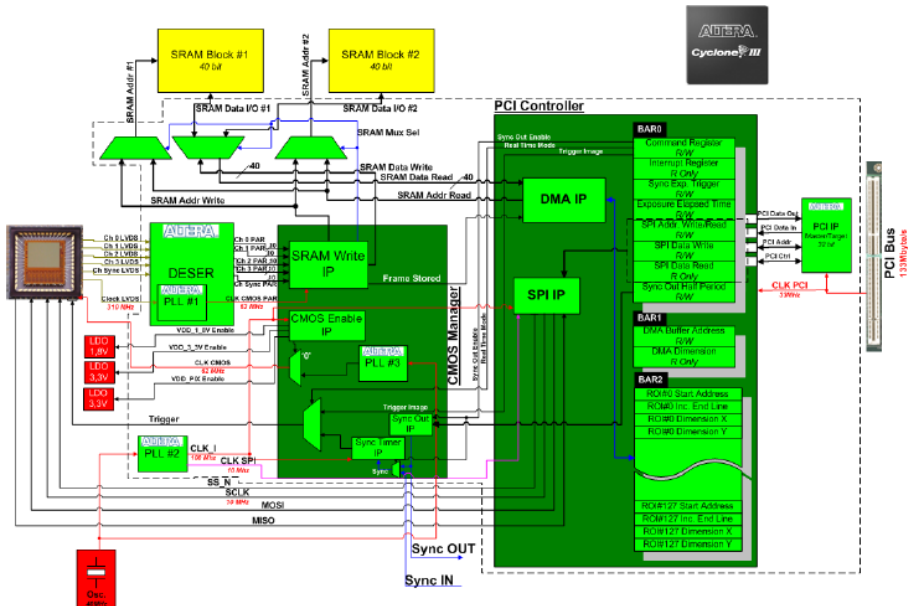 SRAM Block #1
40 bit
SRAM Block #2
40 bit
ALTERA
Cyclone III
SRAM Addr #1
SRAM Addr #2
SRAM Data I/O #1
SRAM Data I/O #2
SRAM Mux Sel
PCI Controller
Sync Out Enable
Real Time Mode
Trigger Image
40
SRAM Data Write
SRAM Data Read
40
SRAM Addr Read
SRAM Addr Write
BAR0
Command Register
R/W
Interrupt Register
R Only
Sync Exp. Trigger
R/W
Exposure Elapsed Time
R/W
SPI Addr. Write/Read
R/W
SPI Data Write
R/W
SPI Data Read
R Only
Sync Out Half Period
R/W
DMA IP
SPI IP
PCI Data Out
PCI Data In
PCI Addr
PCI Ctrl
PCI IP
Master/Target
CLK PCI
33MHz
PCI Bus
133Mbytals
Ch 0 LVDS
Ch 1 LVDS
Ch 2 LVDS
Ch 3 LVDS
Ch Sync LVDS
Clock LVDS
310 MHz
ALTERA
DESER
ALTERA
PLL #1
Ch 0 PAR
Ch 1 PAR
Ch 2 PAR
Ch 3 PAR
Ch Sync PAR
CLK CMOS PAR
62 MHz
SRAM Write
IP
Frame Stored
CMOS Manager
CMOS Enable
IP
LDO
1,8V
LDO
3,3V
LDO
3,3V
VDD_1_8V Enable
VDD_3_3V Enable
CLK CMOS
62 MHz
VDD_PIX Enable
"0"
ALTERA
PLL #3
Sync Out Enable
Real Time Mode
Trigger
Trigger Image
Sync Out
IP
Sync Timer
IP
Sync
ALTERA
PLL #2
CLK_I
CLK SPI
10 MHz
SS_N
SCLK
MOSI
MISO
Sync OUT
Sync IN
Osc.
BAR1
DMA Buffer Address
R/W
DMA Dimension
R/W
BAR2
ROI#0 Start Address
ROI#0 Inc. End Line
ROI#0 Dimension X
ROI#0 Dimension Y
ROI#127 Start Address
ROI#127 Inc. End Line
ROI#127 Dimension X
ROI#127 Dimension Y